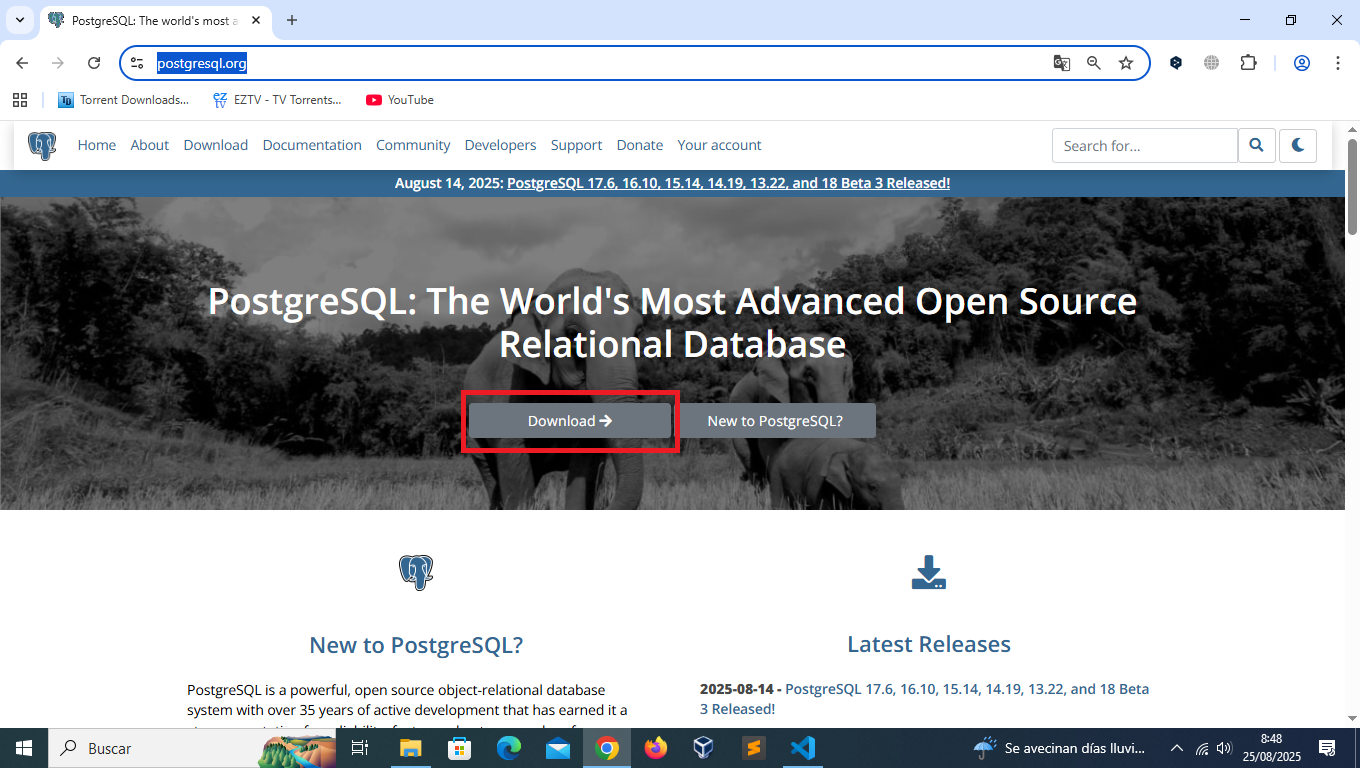 PostgreSQL: The world's most a
postgresql.org
Torrent Downloads...
EZTV - TV Torrents...
YouTube
Home
About
Download
Documentation
Community
Developers
Support
Donate
Your account
Search for...
August 14, 2025: PostgreSQL 17.6, 16.10, 15.14, 14.19, 13.22, and 18 Beta 3 Released!
PostgreSQL: The World's Most Advanced Open Source
Relational Database
Download
New to PostgreSQL?
New to PostgreSQL?
PostgreSQL is a powerful, open source object-relational database
system with over 35 years of active development that has earned it a
Latest Releases
2025-08-14 - PostgreSQL 17.6, 16.10, 15.14, 14.19, 13.22, and 18 Beta
3 Released!
Buscar
Se avecinan días lluvi...
8:48
25/08/2025